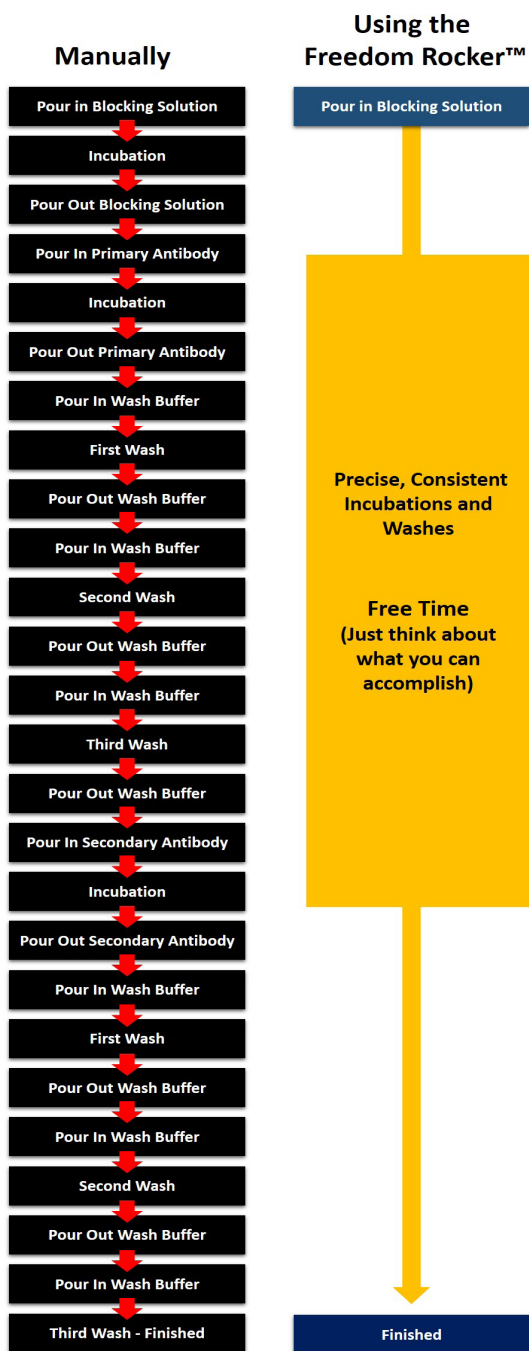 Manually
Pour in Blocking Solution
Incubation
Pour Out Blocking Solution
Pour In Primary Antibody
Incubation
Pour Out Primary Antibody
Pour In Wash Buffer
First Wash
Pour Out Wash Buffer
Pour In Wash Buffer
Second Wash
Pour Out Wash Buffer
Pour In Wash Buffer
Third Wash
Pour Out Wash Buffer
Pour In Secondary Antibody
Incubation
Pour Out Secondary Antibody
Pour In Wash Buffer
First Wash
Pour Out Wash Buffer
Pour In Wash Buffer
Second Wash
Pour Out Wash Buffer
Pour In Wash Buffer
Third Wash - Finished
Using the
Freedom Rocker™
Pour in Blocking Solution
Precise, Consistent
Incubations and
Washes
Free Time
(Just think about
what you can
accomplish)
Finished